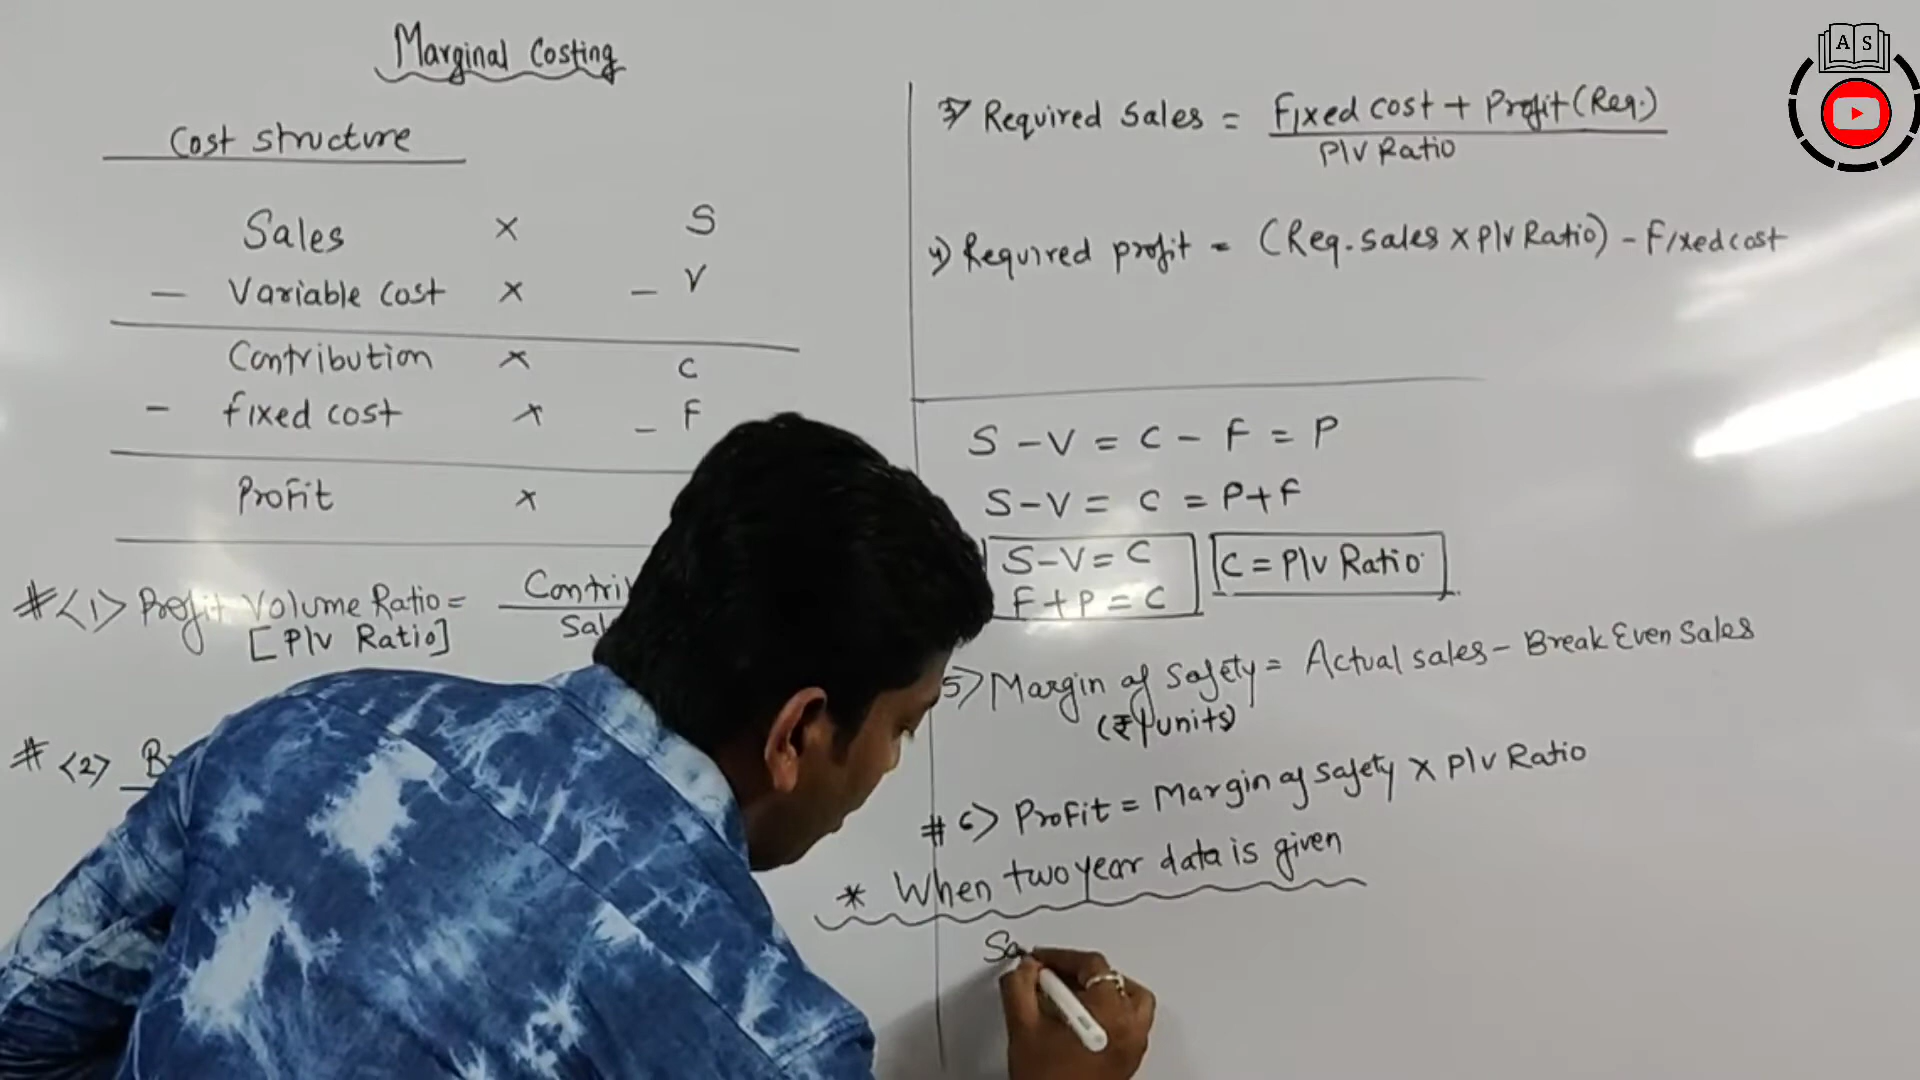 Marginal Costing
Cost structure
Sales × S
– Variable cost × – V
Contribution × C
– fixed cost × – F
Profit ×
# <1> Profit Volume Ratio =
[P/V Ratio]
# <2>
3) Required Sales = Fixed cost + Profit (Req.)
P/V Ratio
4) Required profit = (Req. sales × P/V Ratio) – Fixed cost
S – V = C – F = P
S – V = C = P + F
S – V = C
F + P = C
C = P/V Ratio
5) Margin of Safety = Actual sales – Break Even Sales
(₹/units)
# 6) Profit = Margin of safety × P/V Ratio
* When two year data is given
A S